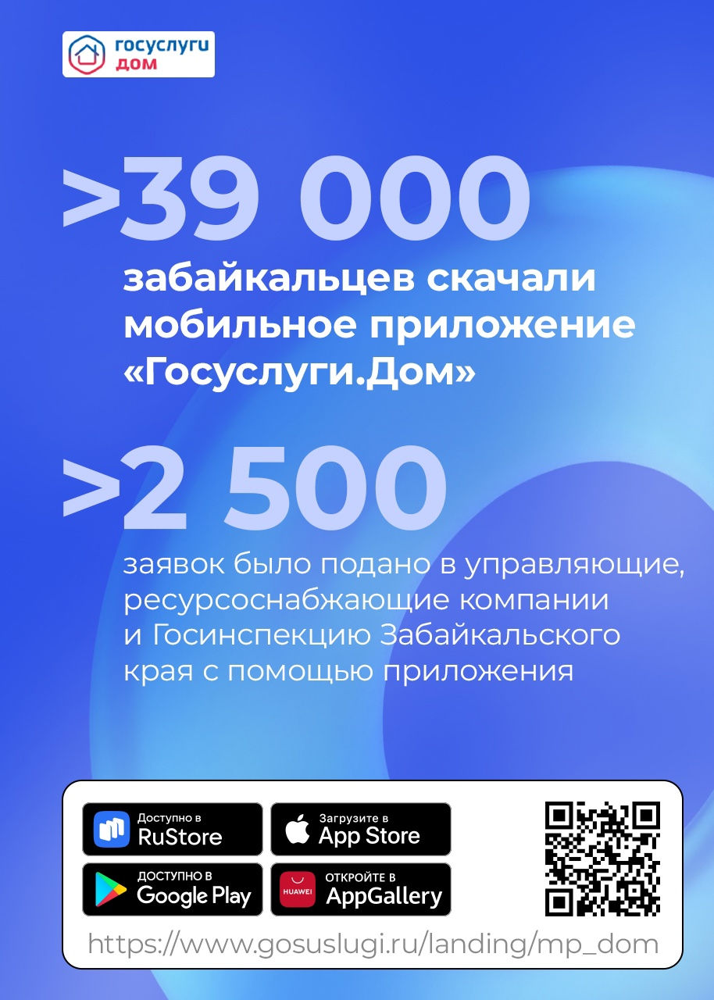 госуслуги
дом
>39 000
забайкальцев скачали
мобильное приложение
«Госуслуги.Дом»
>2 500
заявок было подано в управляющие,
ресурсоснабжающие компании
и Госинспекцию Забайкальского
края с помощью приложения
Доступно в
RuStore
Загрузите в
App Store
ДОСТУПНО В
Google Play
HUAWEI
ОТКРОЙТЕ В
AppGallery
https://www.gosuslugi.ru/landing/mp_dom